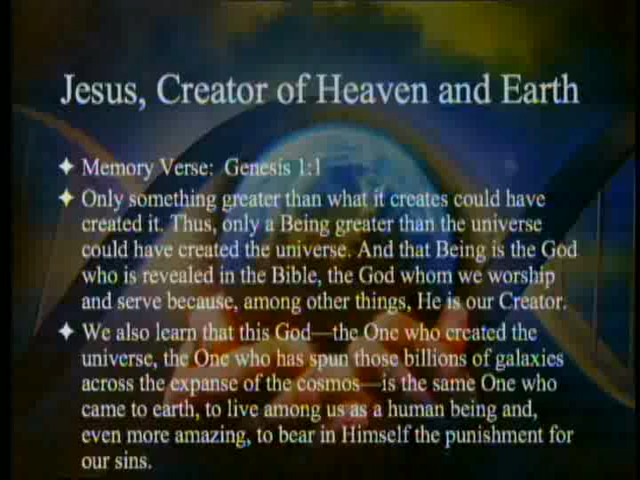 Jesus, Creator of Heaven and Earth
Memory Verse: Genesis 1:1
Only something greater than what it creates could have
created it. Thus, only a Being greater than the universe
could have created the universe. And that Being is the God
who is revealed in the Bible, the God whom we worship
and serve because, among other things, He is our Creator.
We also learn that this God—the One who created the
universe, the One who has spun those billions of galaxies
across the expanse of the cosmos—is the same One who
came to earth, to live among us as a human being and,
even more amazing, to bear in Himself the punishment for
our sins.